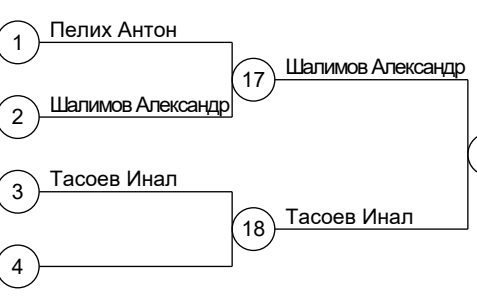 1 Пелих Антон
17 Шалимов Александр
2 Шалимов Александр
3 Тасоев Инал
18 Тасоев Инал
4